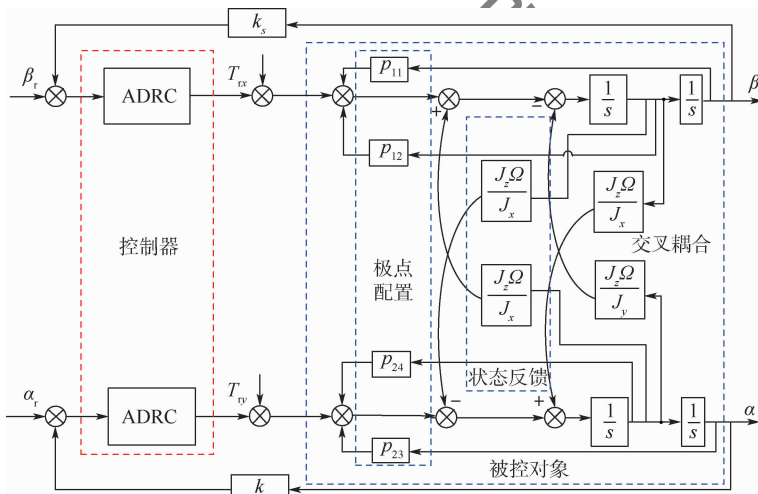 k_s
β_r
ADRC
T_rx
p_11
1/s
1/s
β
+
−
p_12
J_zΩ/J_x
J_zΩ/J_x
交叉耦合
控制器
极点
配置
J_zΩ/J_x
J_zΩ/J_y
状态反馈
p_24
α_r
ADRC
T_ry
−
+
1/s
1/s
α
p_23
被控对象
k